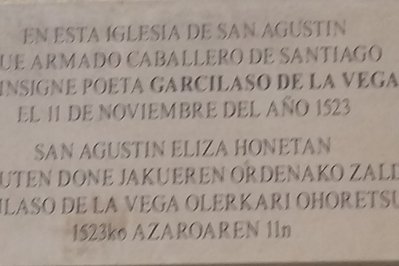 EN ESTA IGLESIA DE SAN AGUSTIN
UE ARMADO CABALLERO DE SANTIAGO
INSIGNE POETA GARCILASO DE LA VEGA
EL 11 DE NOVIEMBRE DEL AÑO 1523
SAN AGUSTIN ELIZA HONETAN
UTEN DONE JAKUEREN ORDENAKO ZALD
ILASO DE LA VEGA OLERKARI OHORETSU
1523ko AZAROAREN 11n